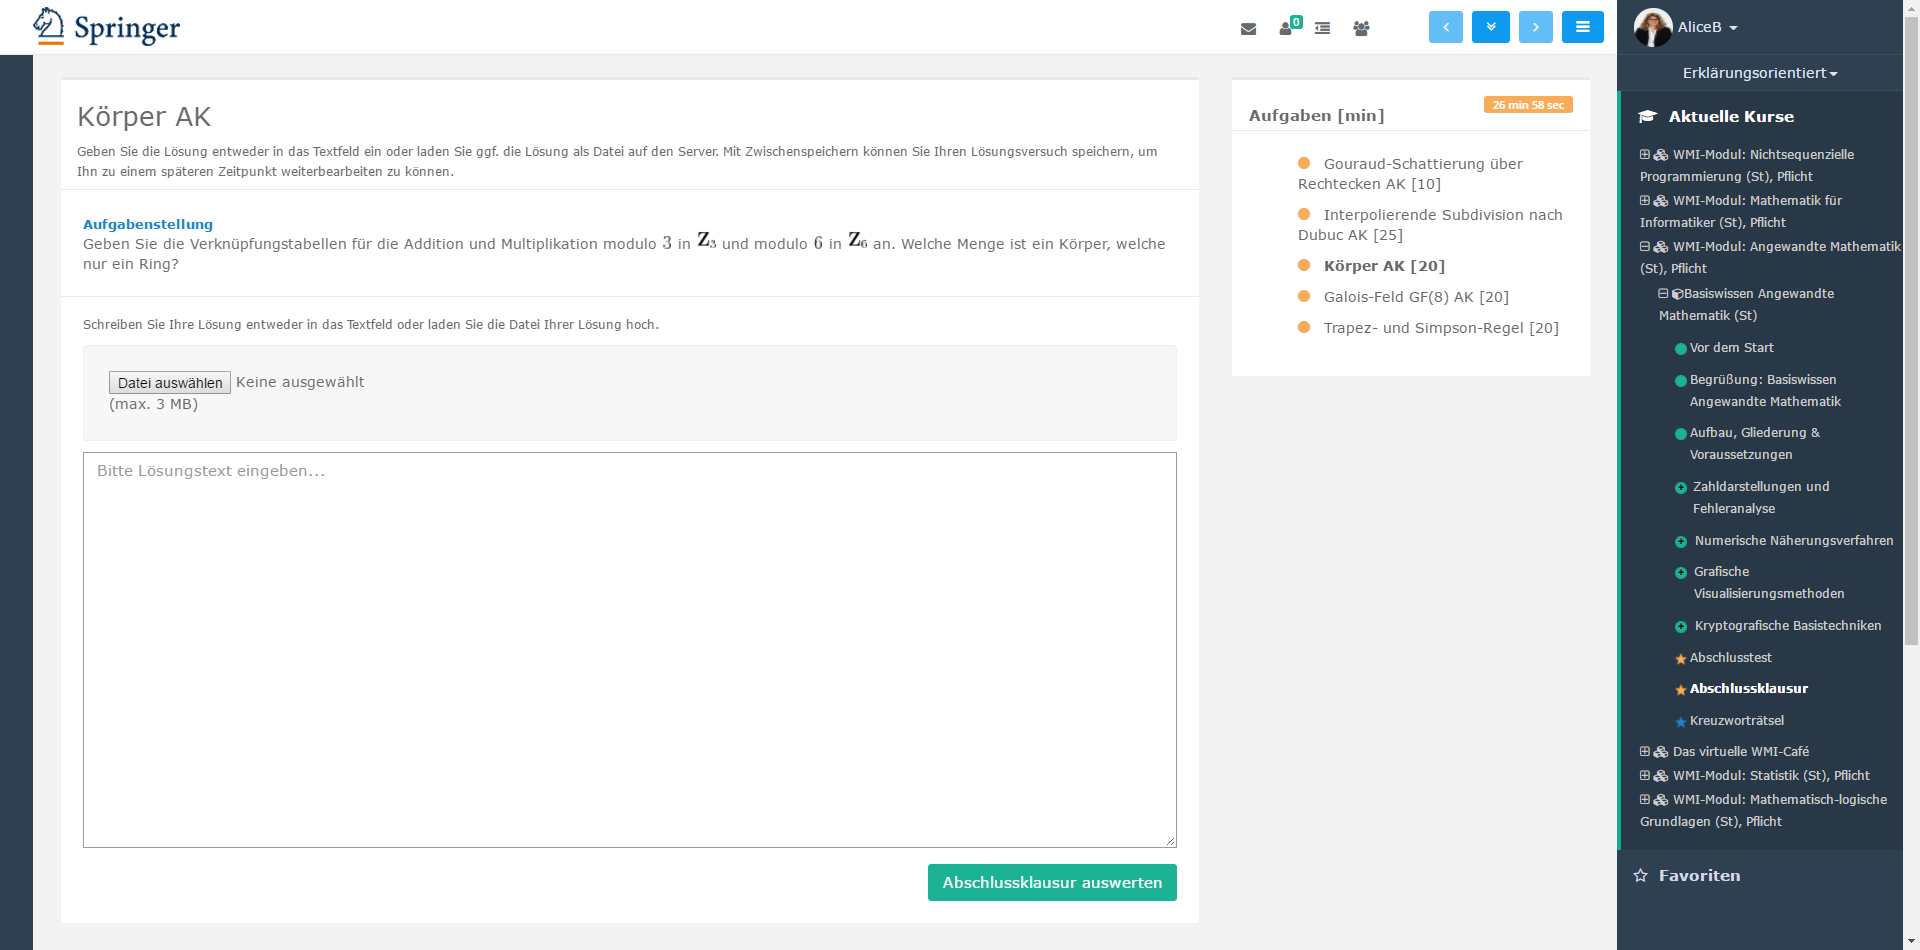 Springer
0
AliceB
Erklärungsorientiert
Körper AK
Geben Sie die Lösung entweder in das Textfeld ein oder laden Sie ggf. die Lösung als Datei auf den Server. Mit Zwischenspeichern können Sie Ihren Lösungsversuch speichern, um
Ihn zu einem späteren Zeitpunkt weiterbearbeiten zu können.
Aufgabenstellung
Geben Sie die Verknüpfungstabellen für die Addition und Multiplikation modulo 3 in Z₃ und modulo 6 in Z₆ an. Welche Menge ist ein Körper, welche
nur ein Ring?
Schreiben Sie Ihre Lösung entweder in das Textfeld oder laden Sie die Datei Ihrer Lösung hoch.
Datei auswählen Keine ausgewählt
(max. 3 MB)
Bitte Lösungstext eingeben...
Abschlussklausur auswerten
26 min 58 sec
Aufgaben [min]
Gouraud-Schattierung über
Rechtecken AK [10]
Interpolierende Subdivision nach
Dubuc AK [25]
Körper AK [20]
Galois-Feld GF(8) AK [20]
Trapez- und Simpson-Regel [20]
Aktuelle Kurse
WMI-Modul: Nichtsequenzielle
Programmierung (St), Pflicht
WMI-Modul: Mathematik für
Informatiker (St), Pflicht
WMI-Modul: Angewandte Mathematik
(St), Pflicht
Basiswissen Angewandte
Mathematik (St)
Vor dem Start
Begrüßung: Basiswissen
Angewandte Mathematik
Aufbau, Gliederung &
Voraussetzungen
Zahldarstellungen und
Fehleranalyse
Numerische Näherungsverfahren
Grafische
Visualisierungsmethoden
Kryptografische Basistechniken
Abschlusstest
Abschlussklausur
Kreuzworträtsel
Das virtuelle WMI-Café
WMI-Modul: Statistik (St), Pflicht
WMI-Modul: Mathematisch-logische
Grundlagen (St), Pflicht
Favoriten